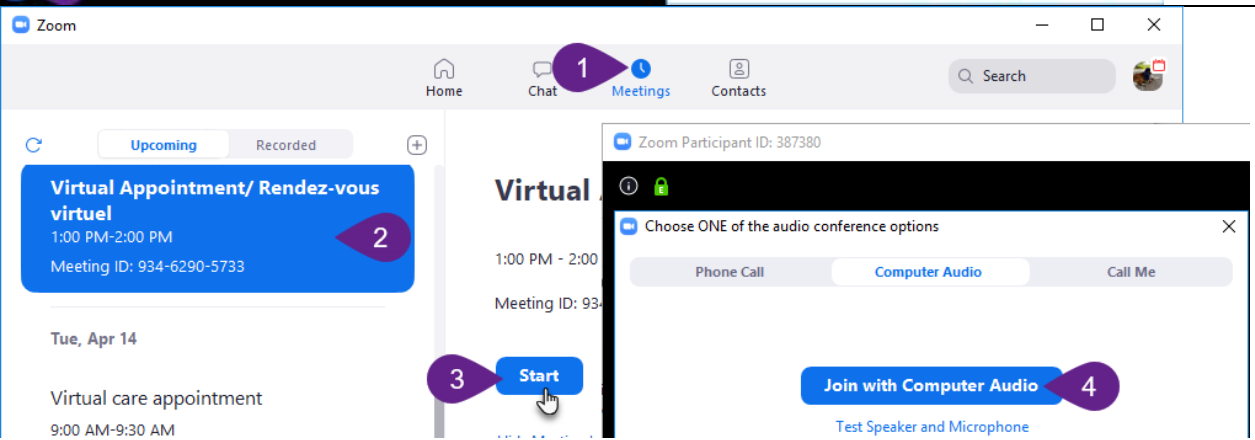 Zoom
Home
Chat
1
Meetings
Contacts
Search
Upcoming
Recorded
Virtual Appointment/ Rendez-vous
virtuel
1:00 PM-2:00 PM
2
Meeting ID: 934-6290-5733
Tue, Apr 14
Virtual care appointment
9:00 AM-9:30 AM
Virtual
1:00 PM - 2:00
Meeting ID: 93
3
Start
Zoom Participant ID: 387380
E
Choose ONE of the audio conference options
Phone Call
Computer Audio
Call Me
Join with Computer Audio
4
Test Speaker and Microphone